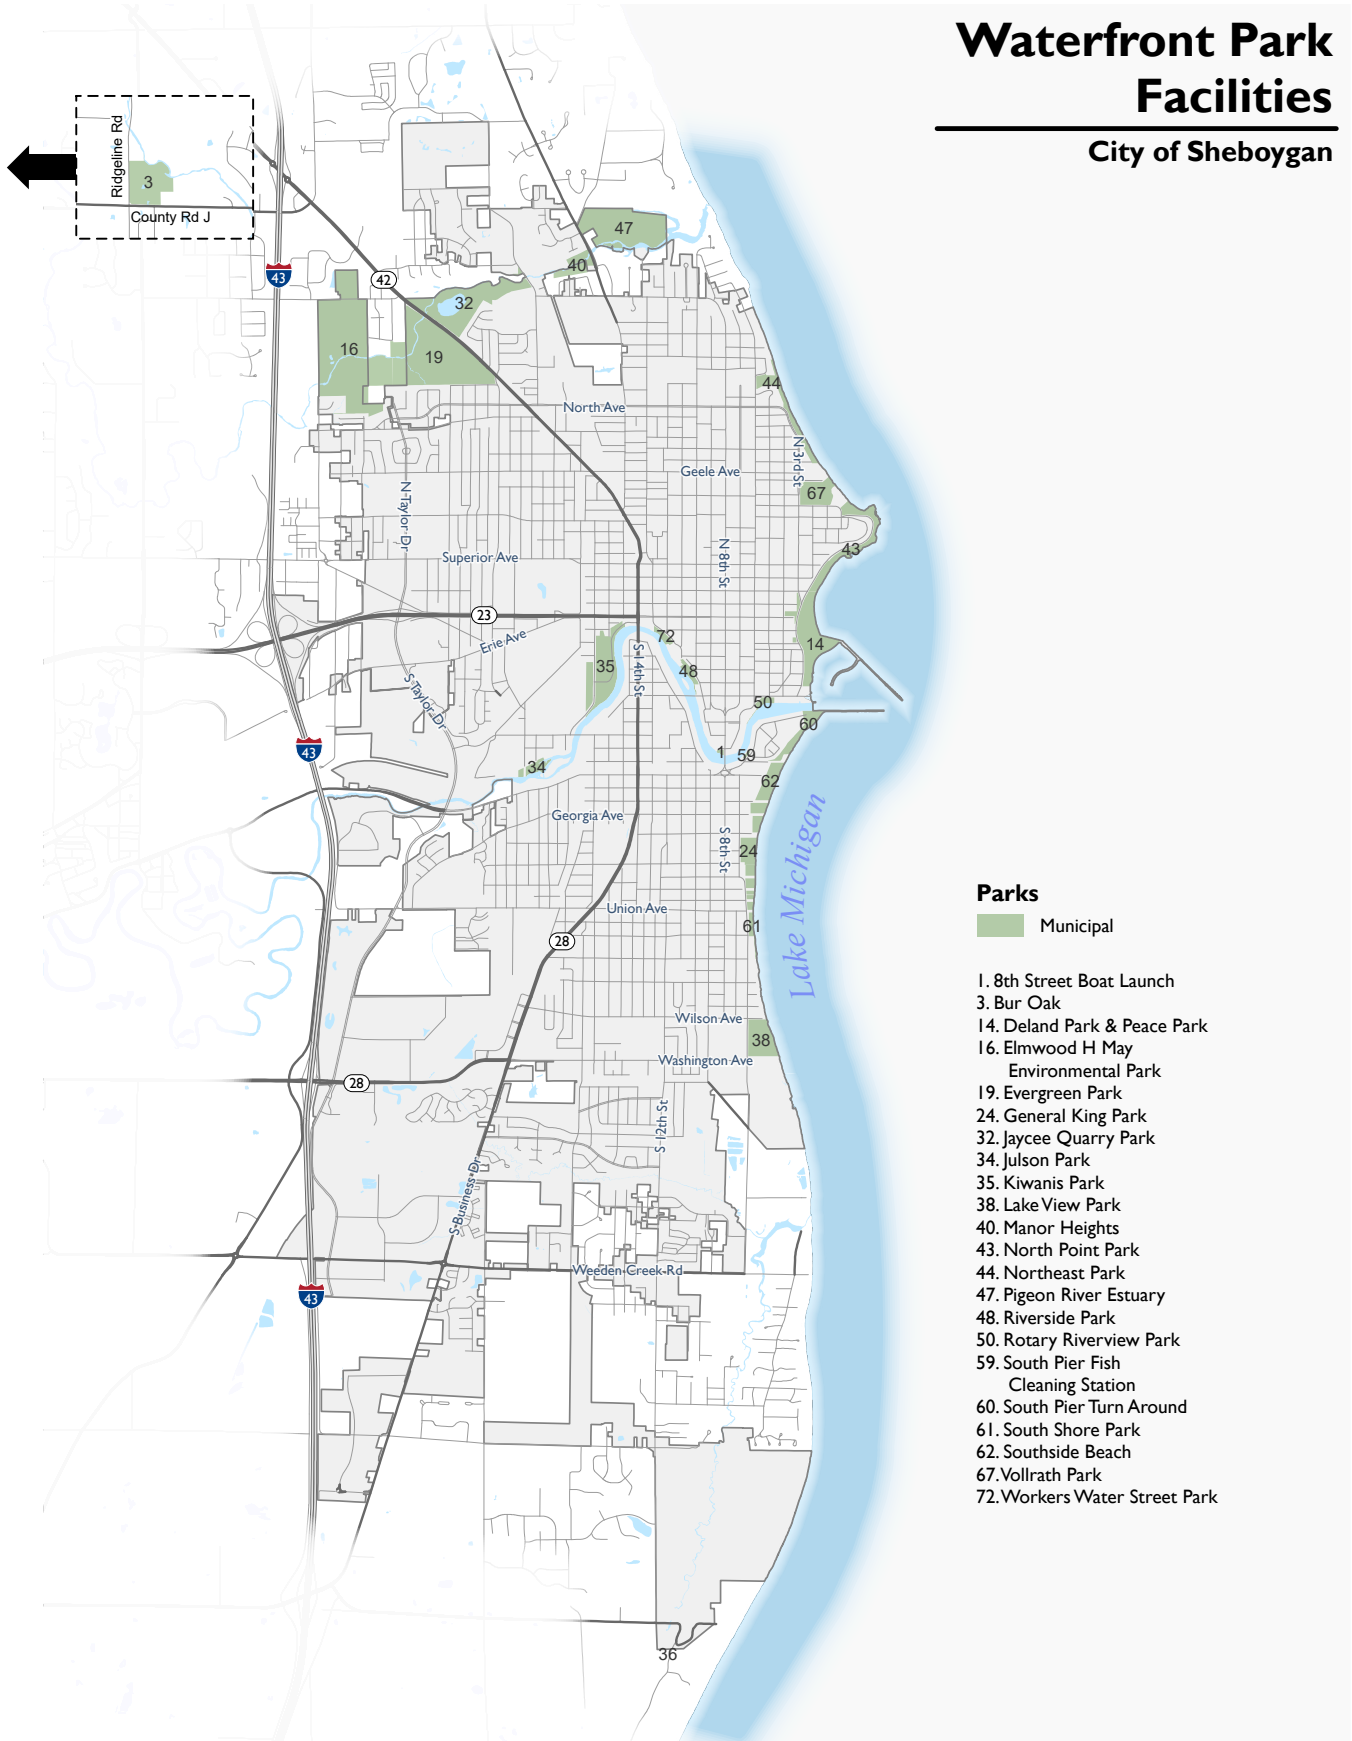 Waterfront Park
Facilities
City of Sheboygan
Ridgeline Rd
3
County Rd J
47
40
43
42
32
16
19
44
North Ave
N 3rd St
Geele Ave
67
N Taylor Dr
43
Superior Ave
N 8th St
23
Erie Ave
72
14
35
S 14th St
48
S Taylor Dr
50
60
43
1
59
34
62
Georgia Ave
S 8th St
24
Lake Michigan
Union Ave
61
28
Wilson Ave
38
Washington Ave
28
S 12th St
S Business Dr
Weeden Creek Rd
43
36
Parks
Municipal
1. 8th Street Boat Launch
3. Bur Oak
14. Deland Park & Peace Park
16. Elmwood H May
Environmental Park
19. Evergreen Park
24. General King Park
32. Jaycee Quarry Park
34. Julson Park
35. Kiwanis Park
38. Lake View Park
40. Manor Heights
43. North Point Park
44. Northeast Park
47. Pigeon River Estuary
48. Riverside Park
50. Rotary Riverview Park
59. South Pier Fish
Cleaning Station
60. South Pier Turn Around
61. South Shore Park
62. Southside Beach
67. Vollrath Park
72. Workers Water Street Park